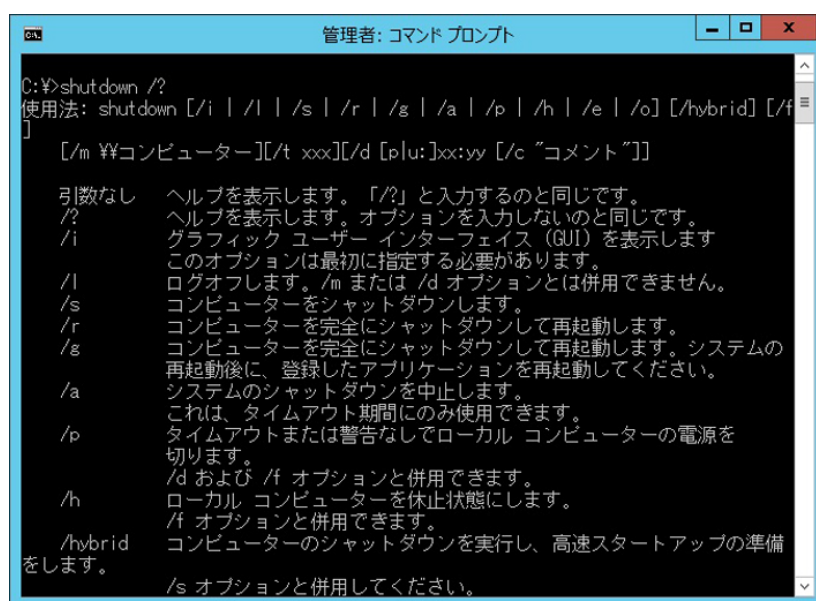 C:\
管理者: コマンド プロンプト
C:¥>shutdown /?
使用法: shutdown [/i | /l | /s | /r | /g | /a | /p | /h | /e | /o] [/hybrid] [/f
]
[/m ¥¥コンピューター][/t xxx][/d [p|u:]xx:yy [/c "コメント"]]
引数なし ヘルプを表示します。「/?」と入力するのと同じです。
/? ヘルプを表示します。オプションを入力しないのと同じです。
/i グラフィック ユーザー インターフェイス (GUI) を表示します
このオプションは最初に指定する必要があります。
/l ログオフします。/m または /d オプションとは併用できません。
/s コンピューターをシャットダウンします。
/r コンピューターを完全にシャットダウンして再起動します。
/g コンピューターを完全にシャットダウンして再起動します。システムの
再起動後に、登録したアプリケーションを再起動してください。
/a システムのシャットダウンを中止します。
これは、タイムアウト期間にのみ使用できます。
/p タイムアウトまたは警告なしでローカル コンピューターの電源を
切ります。
/d および /f オプションと併用できます。
/h ローカル コンピューターを休止状態にします。
/f オプションと併用できます。
/hybrid コンピューターのシャットダウンを実行し、高速スタートアップの準備
をします。
/s オプションと併用してください。